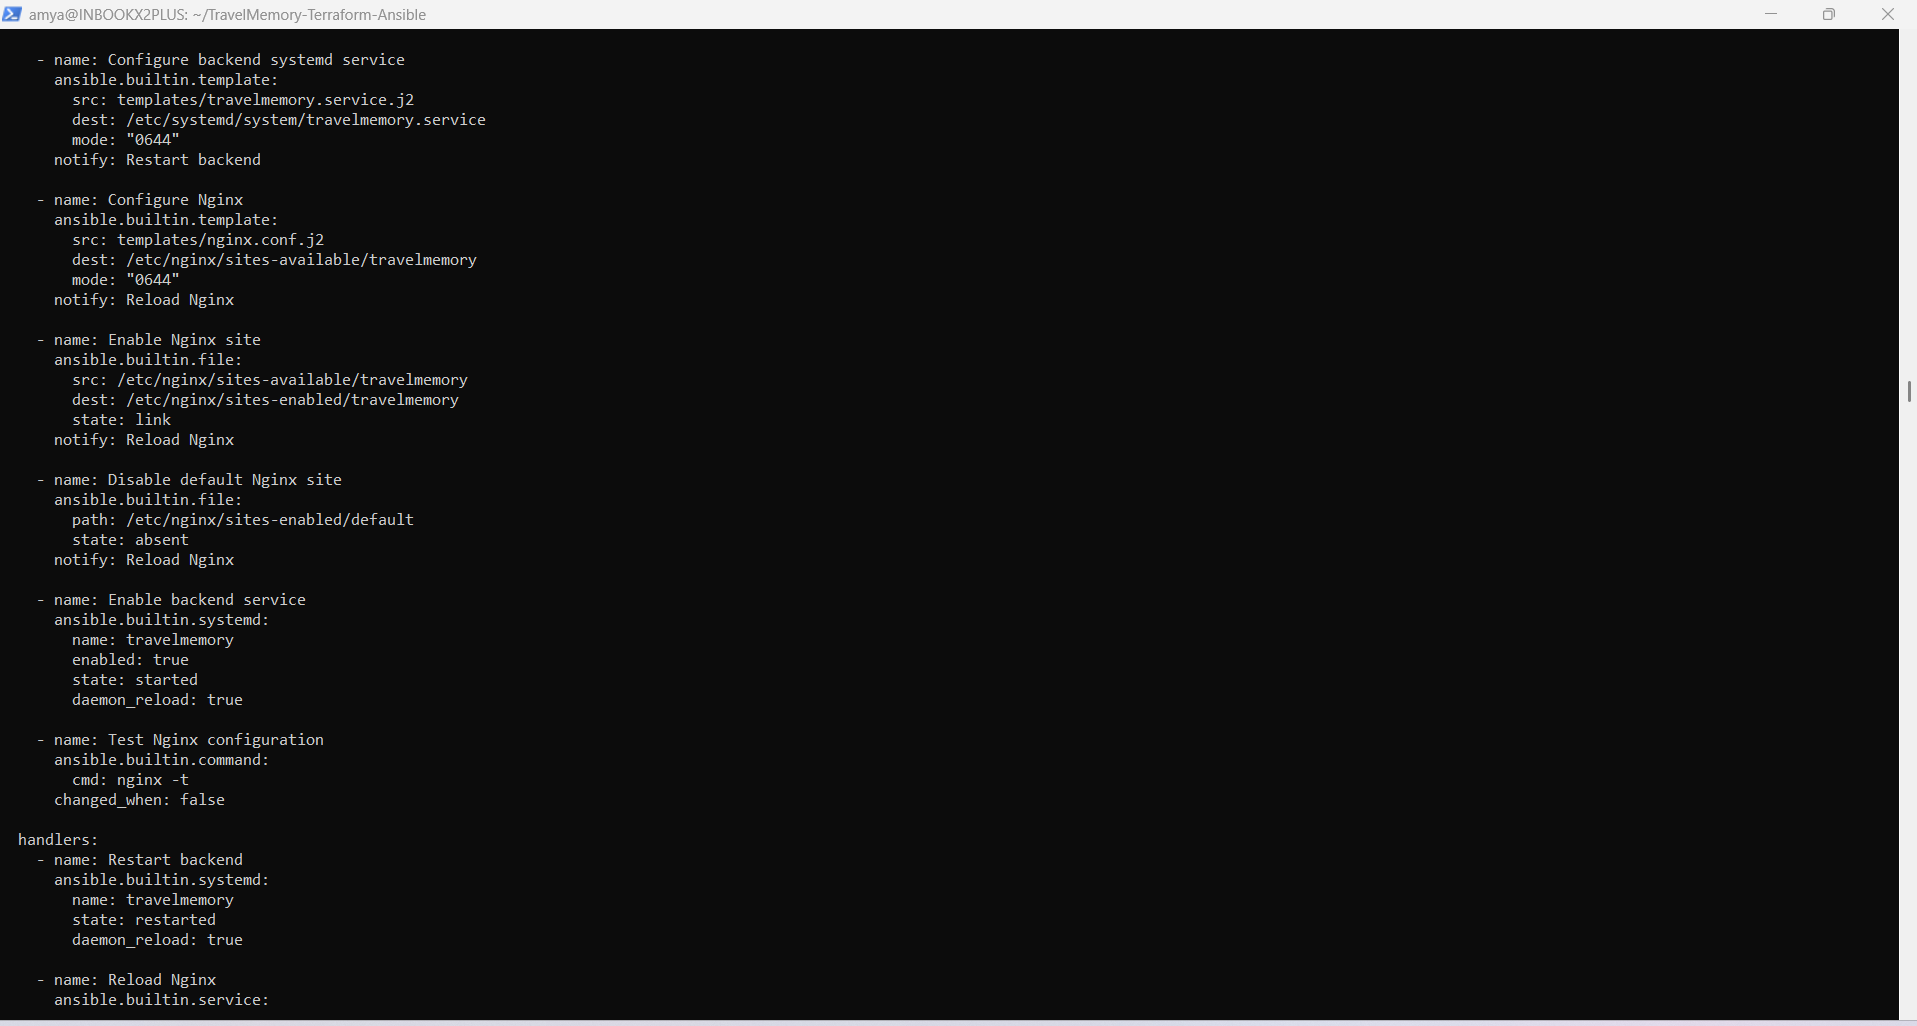 amya@INBOOKX2PLUS: ~/TravelMemory-Terraform-Ansible
    - name: Configure backend systemd service
      ansible.builtin.template:
        src: templates/travelmemory.service.j2
        dest: /etc/systemd/system/travelmemory.service
        mode: "0644"
      notify: Restart backend

    - name: Configure Nginx
      ansible.builtin.template:
        src: templates/nginx.conf.j2
        dest: /etc/nginx/sites-available/travelmemory
        mode: "0644"
      notify: Reload Nginx

    - name: Enable Nginx site
      ansible.builtin.file:
        src: /etc/nginx/sites-available/travelmemory
        dest: /etc/nginx/sites-enabled/travelmemory
        state: link
      notify: Reload Nginx

    - name: Disable default Nginx site
      ansible.builtin.file:
        path: /etc/nginx/sites-enabled/default
        state: absent
      notify: Reload Nginx

    - name: Enable backend service
      ansible.builtin.systemd:
        name: travelmemory
        enabled: true
        state: started
        daemon_reload: true

    - name: Test Nginx configuration
      ansible.builtin.command:
        cmd: nginx -t
      changed_when: false

  handlers:
    - name: Restart backend
      ansible.builtin.systemd:
        name: travelmemory
        state: restarted
        daemon_reload: true

    - name: Reload Nginx
      ansible.builtin.service: